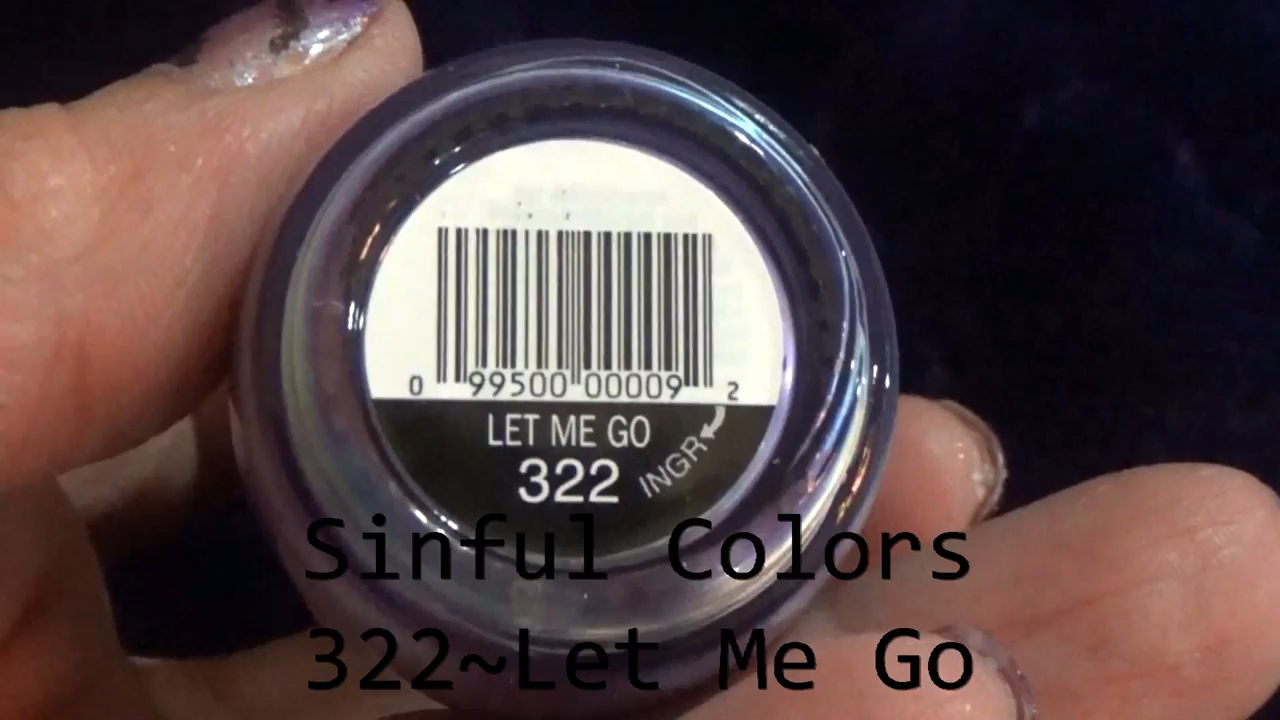 0 99500 00009 2
LET ME GO
322
INGR
Sinful Colors
322~Let Me Go